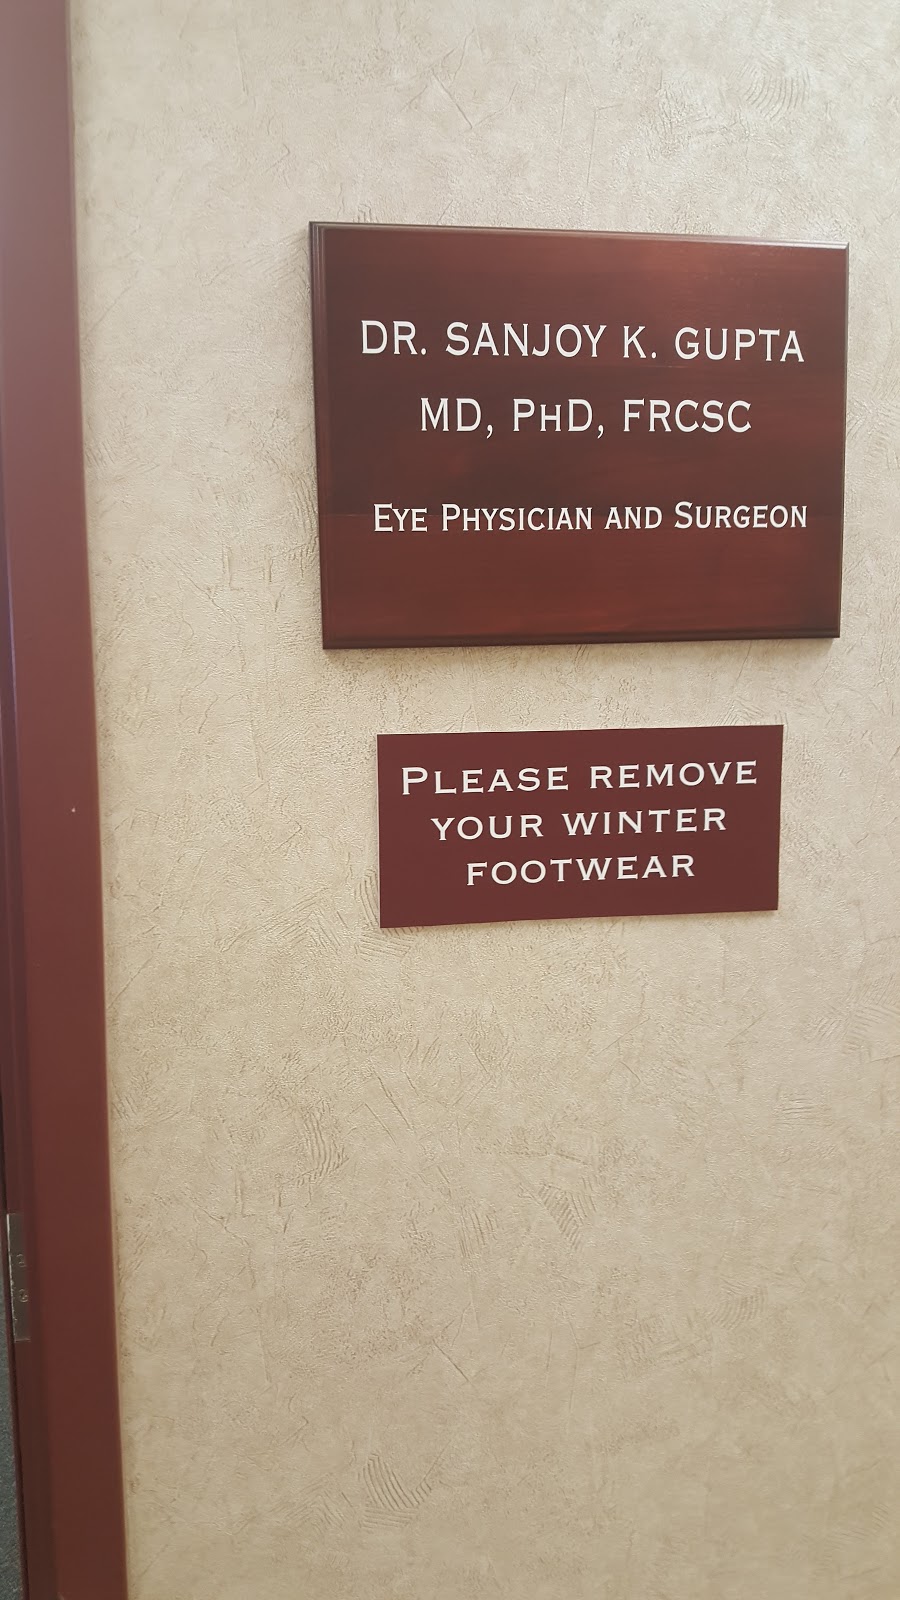 DR. SANJOY K. GUPTA
MD, PHD, FRCSC
EYE PHYSICIAN AND SURGEON
PLEASE REMOVE
YOUR WINTER
FOOTWEAR